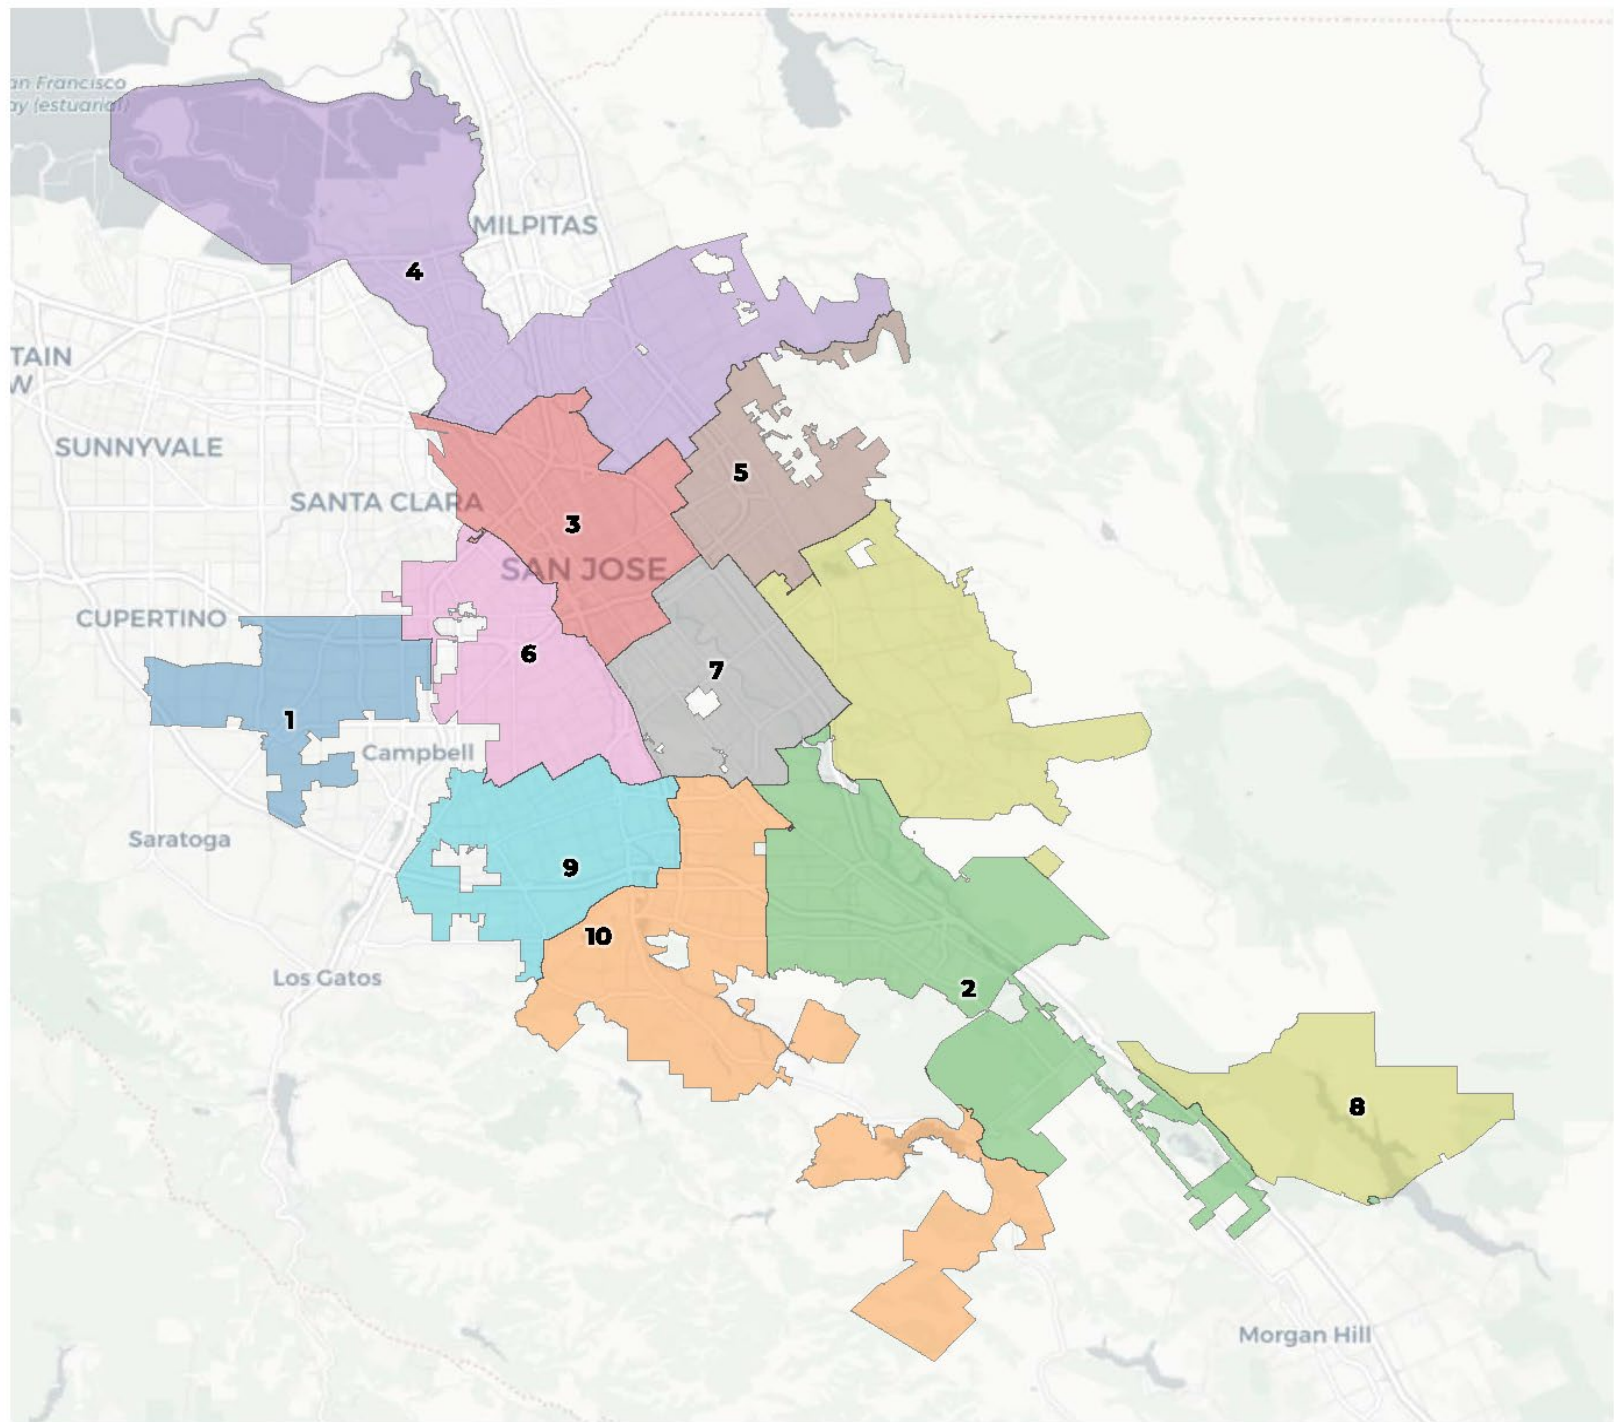 an Francisco
ay (estuarial)
MILPITAS
4
TAIN
W
SUNNYVALE
5
SANTA CLARA
3
SAN JOSE
CUPERTINO
6
7
1
Campbell
Saratoga
9
10
Los Gatos
2
8
Morgan Hill